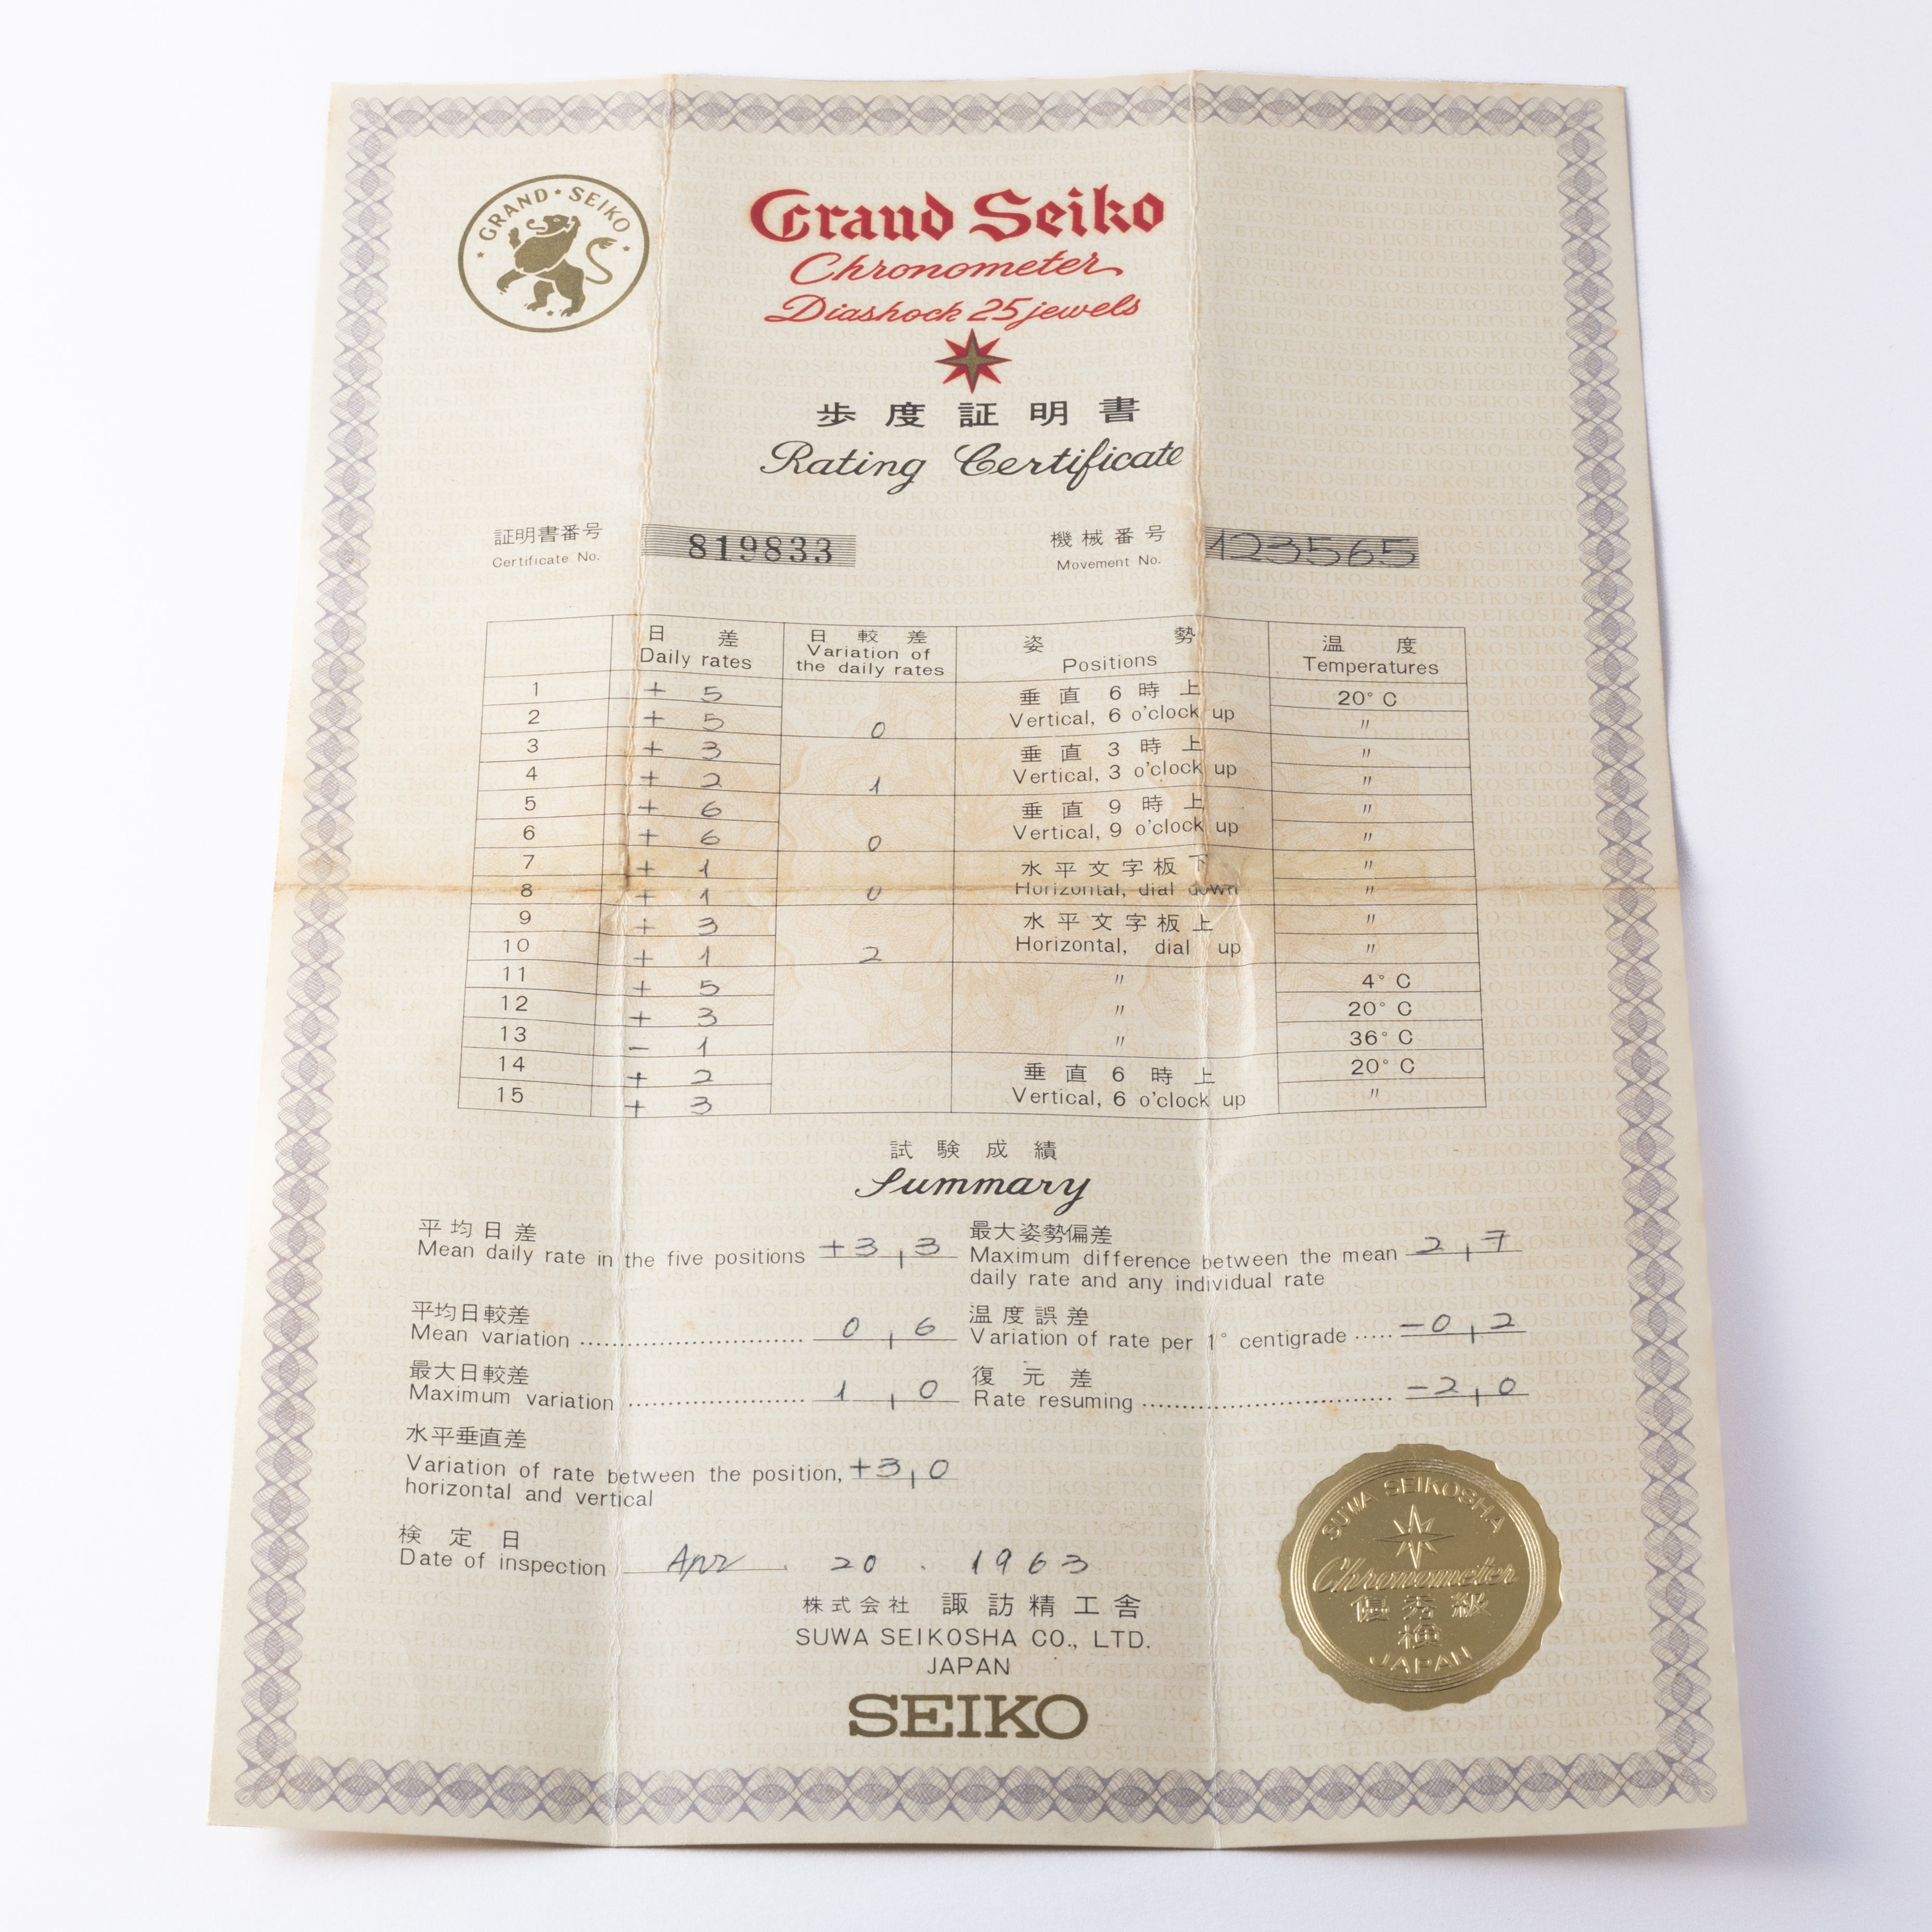 GRAND ★ SEIKO
Grand Seiko
Chronometer
Diashock 25 jewels
歩度証明書
Rating Certificate
証明書番号 819833 機械番号 123565
Certificate No. Movement No.
日差 日較差 姿勢 温度
Daily rates Variation of the daily rates Positions Temperatures
1 + 5 垂直6時上 20° C
2 + 5 0 Vertical, 6 o'clock up 〃
3 + 3 垂直3時上 〃
4 + 2 1 Vertical, 3 o'clock up 〃
5 + 6 垂直9時上 〃
6 + 6 0 Vertical, 9 o'clock up 〃
7 + 1 水平文字板下 〃
8 + 1 0 Horizontal, dial down 〃
9 + 3 水平文字板上 〃
10 + 1 2 Horizontal, dial up 〃
11 + 5 〃 4° C
12 + 3 〃 20° C
13 − 1 〃 36° C
14 + 2 垂直6時上 20° C
15 + 3 Vertical, 6 o'clock up 〃
試験成績
Summary
平均日差
Mean daily rate in the five positions +3,3
最大姿勢偏差
Maximum difference between the mean 2,7
daily rate and any individual rate
平均日較差
Mean variation 0,6
温度誤差
Variation of rate per 1° centigrade -0,2
最大日較差
Maximum variation 1,0
復元差
Rate resuming -2,0
水平垂直差
Variation of rate between the position, +3,0
horizontal and vertical
検定日
Date of inspection Apr. 20. 1963
株式会社 諏訪精工舎
SUWA SEIKOSHA CO., LTD.
JAPAN
SEIKO
SUWA SEIKOSHA
Chronometer
優秀級
検
JAPAN